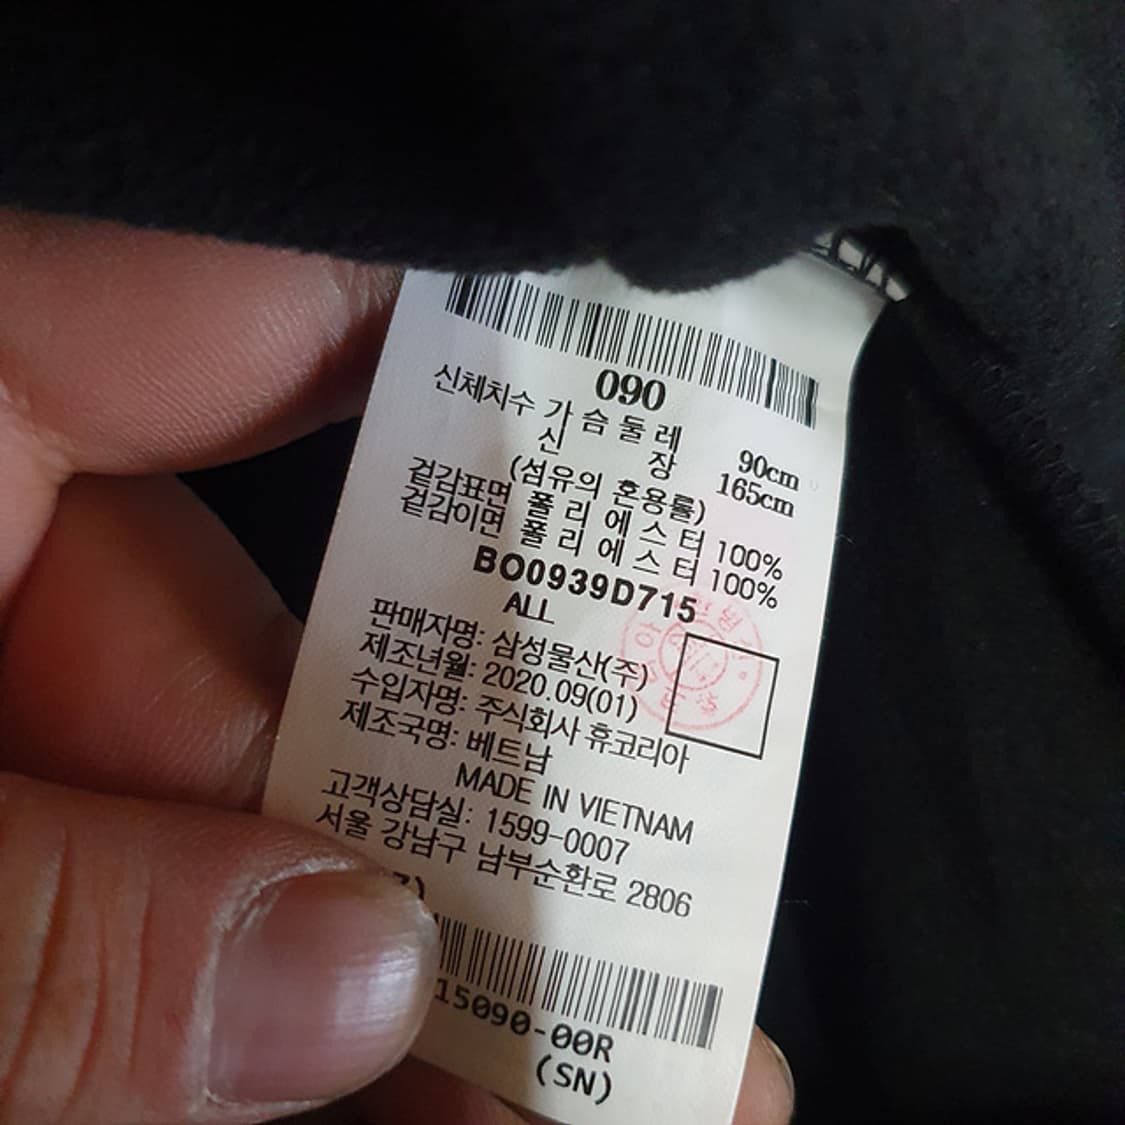 090
신체치수 가슴둘레 90cm
신장 165cm
(섬유의 혼용률)
겉감표면 폴리에스터 100%
겉감이면 폴리에스터 100%
BO0939D715
ALL
판매자명: 삼성물산(주)
제조년월: 2020.09(01)
수입자명: 주식회사 휴코리아
제조국명: 베트남
MADE IN VIETNAM
고객상담실: 1599-0007
서울 강남구 남부순환로 2806
15090-00R
(SN)